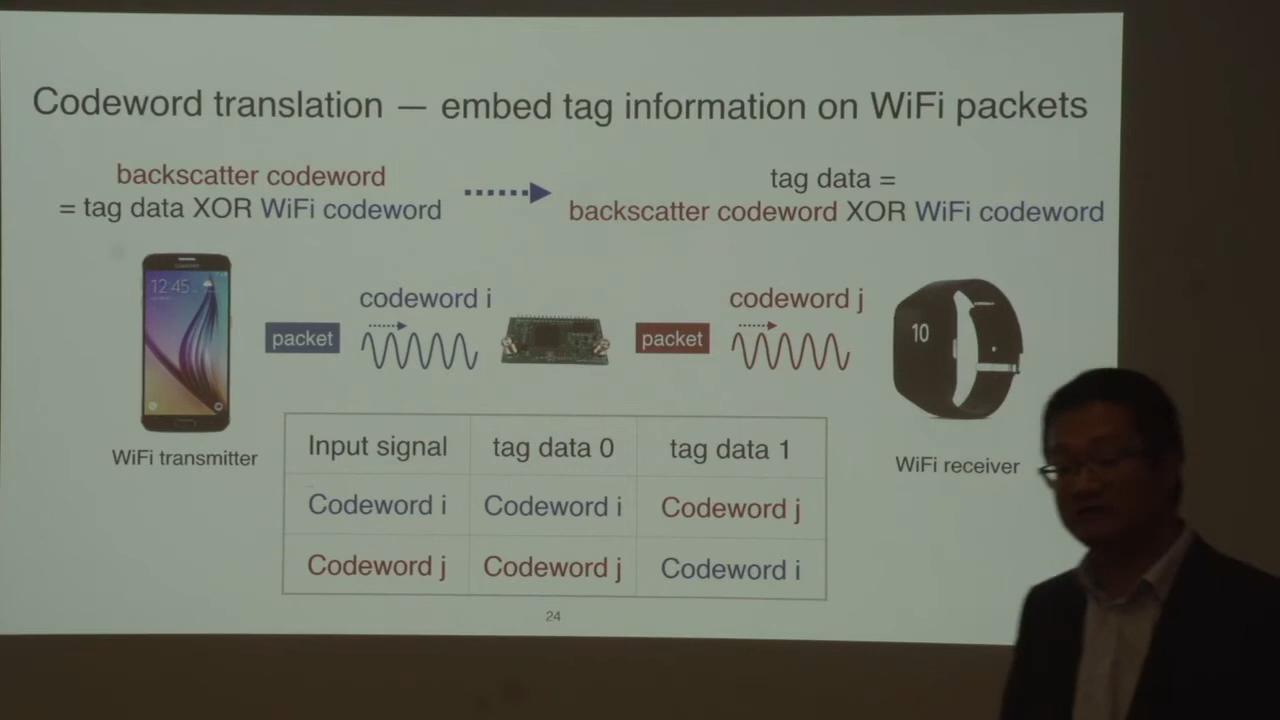 Codeword translation — embed tag information on WiFi packets
backscatter codeword
= tag data XOR WiFi codeword
tag data =
backscatter codeword XOR WiFi codeword
12:45
codeword i
codeword j
packet
packet
10
WiFi transmitter
WiFi receiver
Input signal tag data 0 tag data 1
Codeword i Codeword i Codeword j
Codeword j Codeword j Codeword i
24